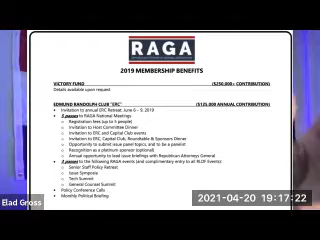 RAGA
2019 MEMBERSHIP BENEFITS
VICTORY FUND ($250,000+ CONTRIBUTION)
Details available upon request
EDMUND RANDOLPH CLUB "ERC" ($125,000 ANNUAL CONTRIBUTION)
• Invitation to annual ERC Retreat: June 6 – 9, 2019
• 5 passes to RAGA National Meetings
o Registration Fees (up to 5 people)
o Invitation to Host Committee Dinner
o Invitation to ERC and Capital Club events
o Invitation to ERC, Capital Club, Roundtable & Sponsors Dinner
o Opportunity to submit issue panel topics, and to be a panelist
o Recognition as a platinum sponsor (optional)
o Annual opportunity to lead issue briefings with Republican Attorneys General
• 3 passes to the following RAGA events (and complimentary entry to all RLDF Events):
o Senior Staff Policy Retreat
o Issue Symposia
o Tech Summit
o General Counsel Summit
• Policy Conference Calls
• Monthly Political Briefing
Elad Gross
2021-04-20 19:17:22